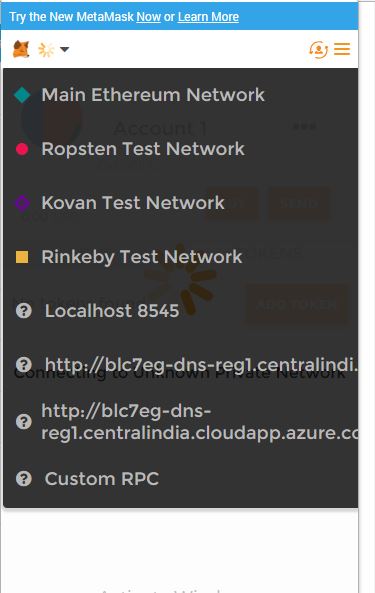 Try the New MetaMask Now or Learn More
Main Ethereum Network
Account 1
Ropsten Test Network
Kovan Test Network
SEND
Rinkeby Test Network
TOKENS
Localhost 8545
ADD TOKEN
http://blc7eg-dns-reg1.centralindi.
Connecting to Unknown Private Network
http://blc7eg-dns-
reg1.centralindia.cloudapp.azure.co
Custom RPC